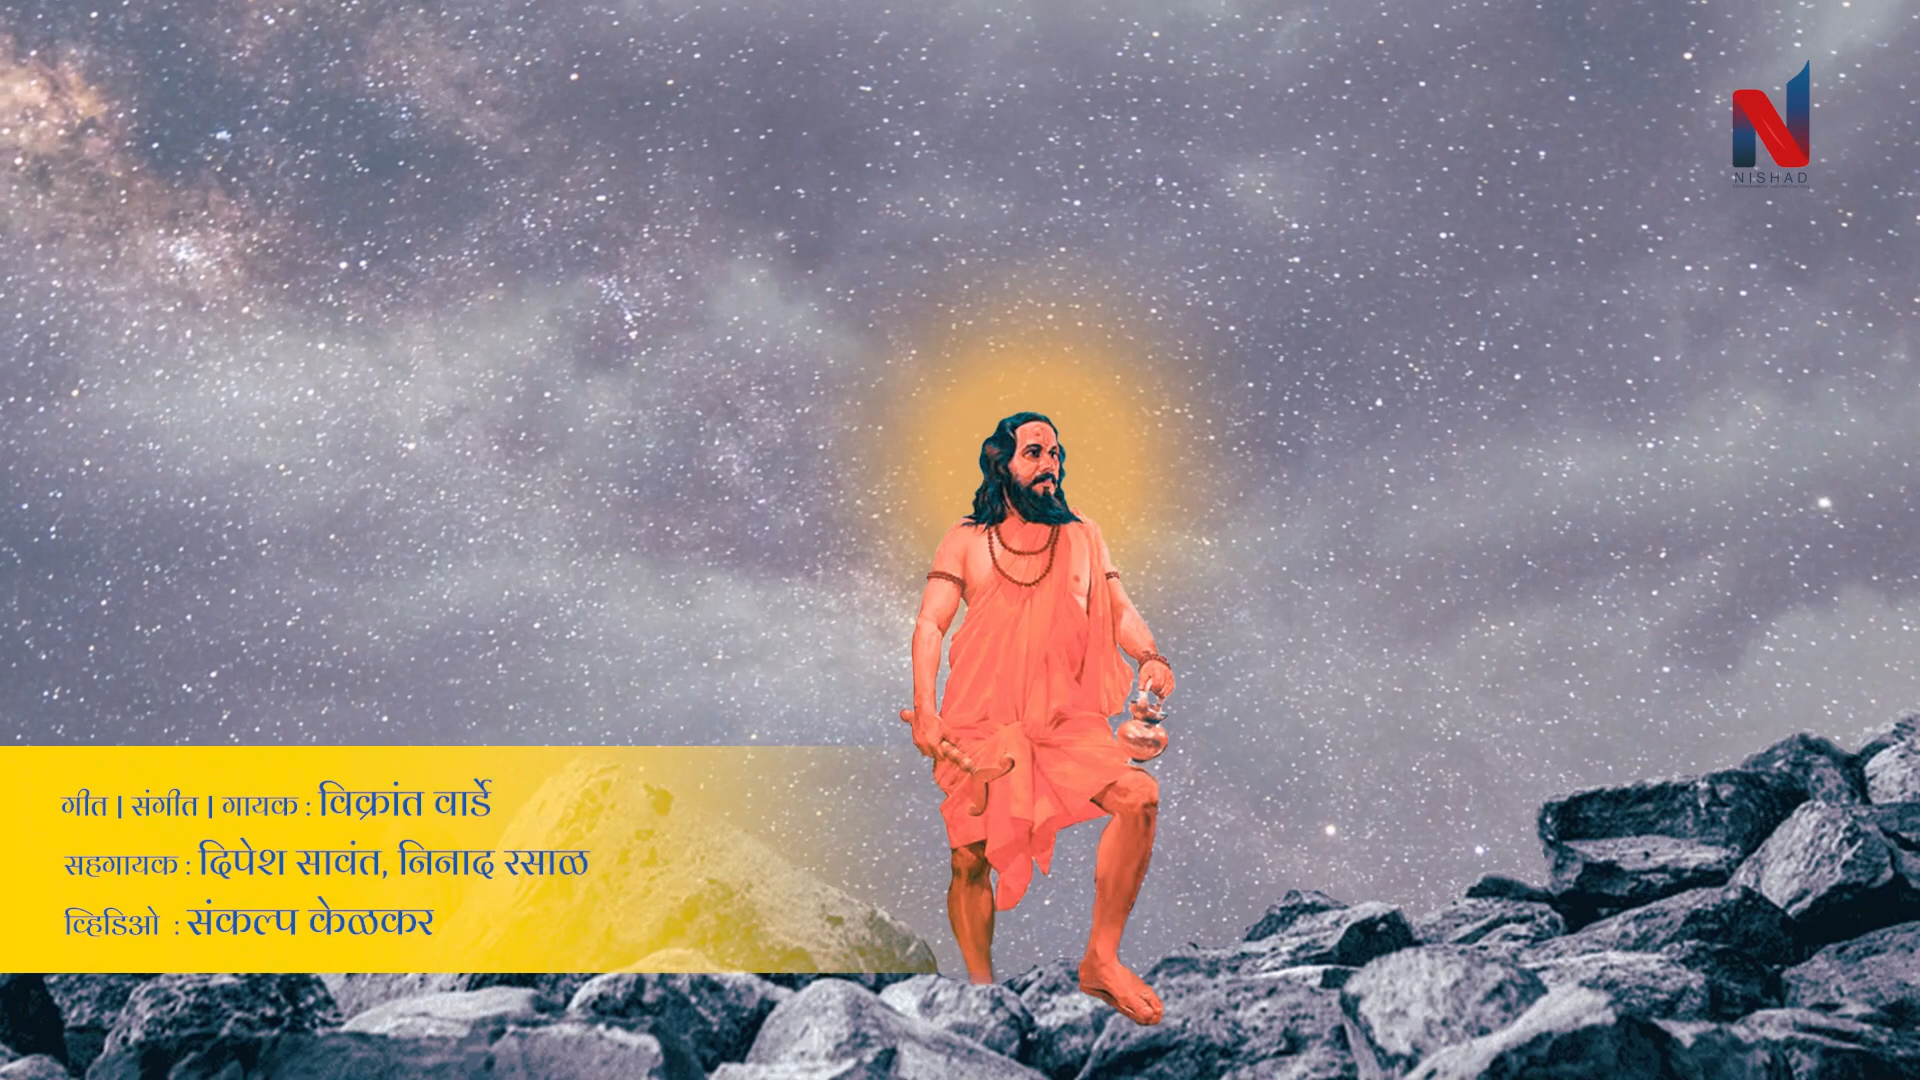 NISHAD
गीत | संगीत | गायक : विक्रांत वार्डे
सहगायक : दिपेश सावंत, निनाद रसाळ
व्हिडिओ : संकल्प केळकर